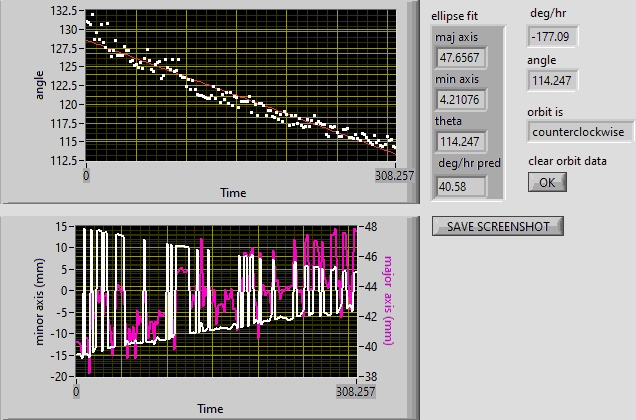 132.5
130
127.5
125
122.5
120
117.5
115
112.5
angle
0
308.257
Time
ellipse fit
maj axis
47.6567
min axis
4.21076
theta
114.247
deg/hr pred
40.58
deg/hr
-177.09
angle
114.247
orbit is
counterclockwise
clear orbit data
OK
SAVE SCREENSHOT
15
10
5
0
-5
-10
-15
-20
minor axis (mm)
48
46
44
42
40
38
major axis (mm)
0
308.257
Time